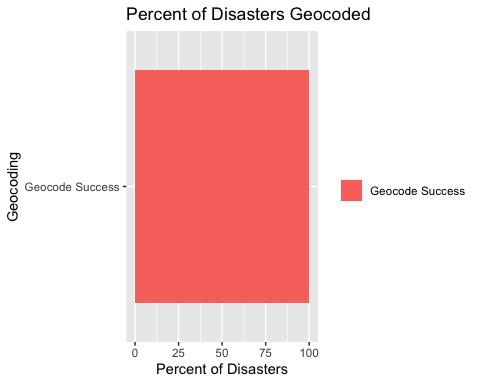 Percent of Disasters Geocoded
Geocoding
Geocode Success
Geocode Success
0 25 50 75 100
Percent of Disasters